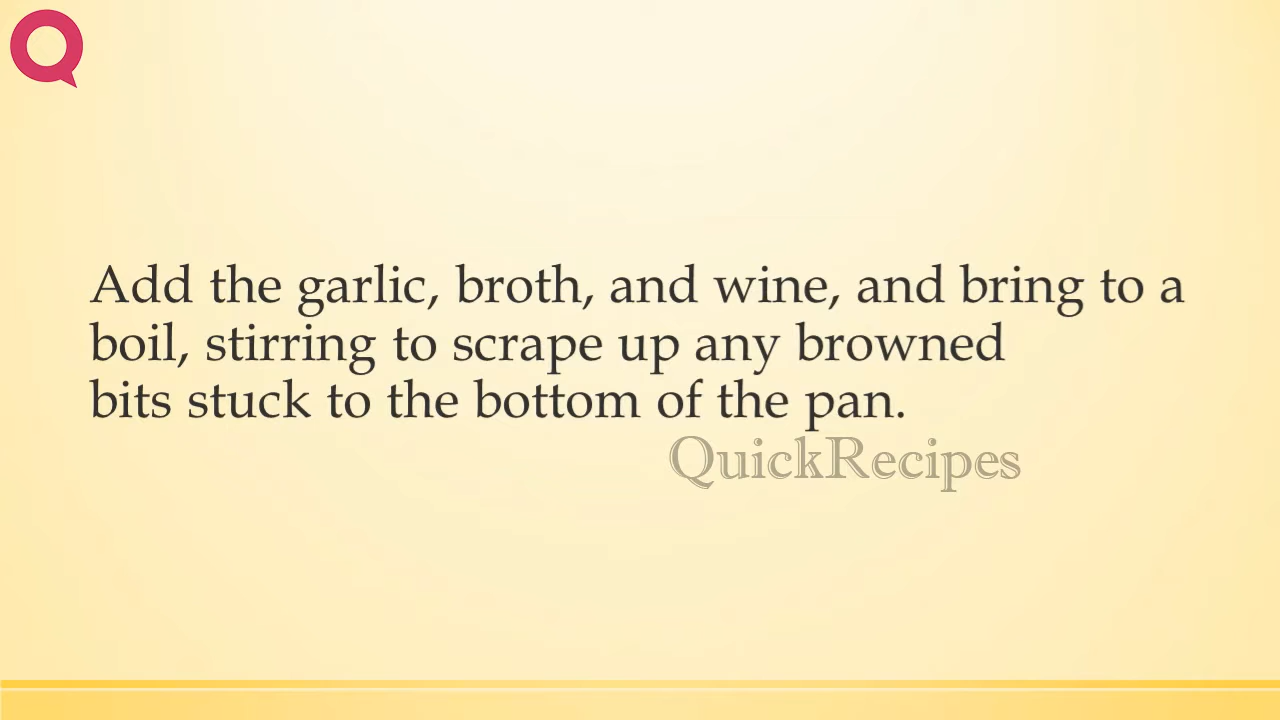 Add the garlic, broth, and wine, and bring to a
boil, stirring to scrape up any browned
bits stuck to the bottom of the pan.
QuickRecipes